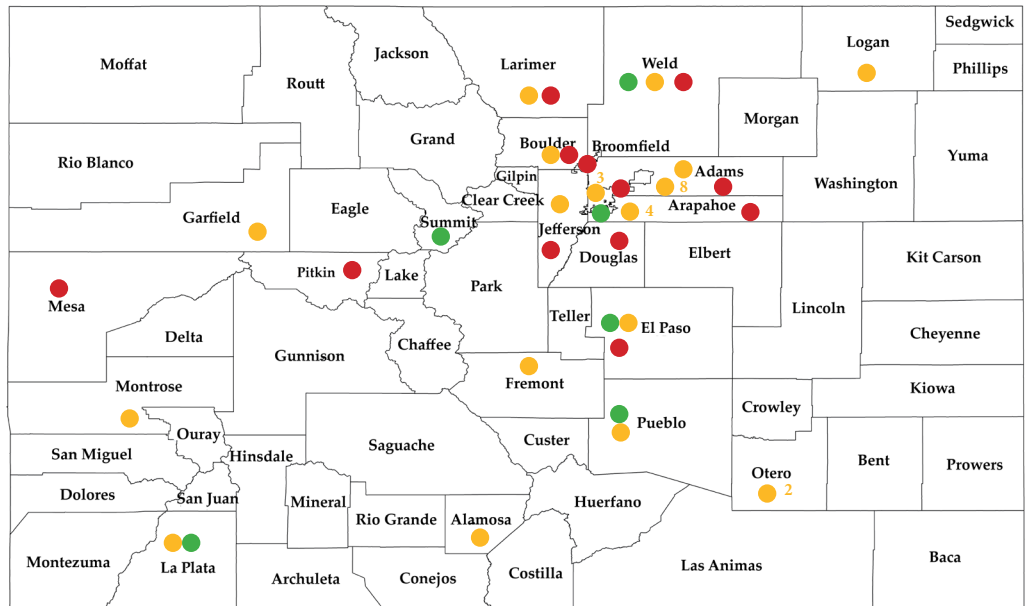 Sedgwick
Jackson
Logan
Moffat
Larimer
Weld
Phillips
Routt
Morgan
Grand
Boulder
Broomfield
Yuma
Rio Blanco
Gilpin
Adams
3
8
Washington
Clear Creek
Eagle
Garfield
Summit
4
Arapahoe
Jefferson
Elbert
Douglas
Kit Carson
Pitkin
Lake
Park
Mesa
Lincoln
Teller
El Paso
Delta
Cheyenne
Chaffee
Gunnison
Fremont
Montrose
Kiowa
Crowley
Pueblo
Ouray
Custer
Saguache
San Miguel
Hinsdale
Bent
Prowers
Otero
2
Dolores
San Juan
Mineral
Huerfano
Rio Grande
Alamosa
Montezuma
La Plata
Las Animas
Baca
Costilla
Archuleta
Conejos